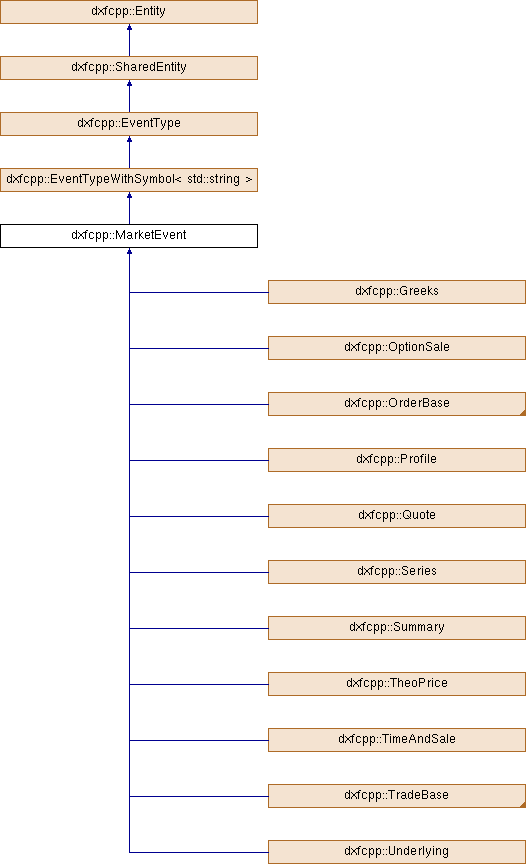 dxfcpp::Entity
dxfcpp::SharedEntity
dxfcpp::EventType
dxfcpp::EventTypeWithSymbol< std::string >
dxfcpp::MarketEvent
dxfcpp::Greeks
dxfcpp::OptionSale
dxfcpp::OrderBase
dxfcpp::Profile
dxfcpp::Quote
dxfcpp::Series
dxfcpp::Summary
dxfcpp::TheoPrice
dxfcpp::TimeAndSale
dxfcpp::TradeBase
dxfcpp::Underlying